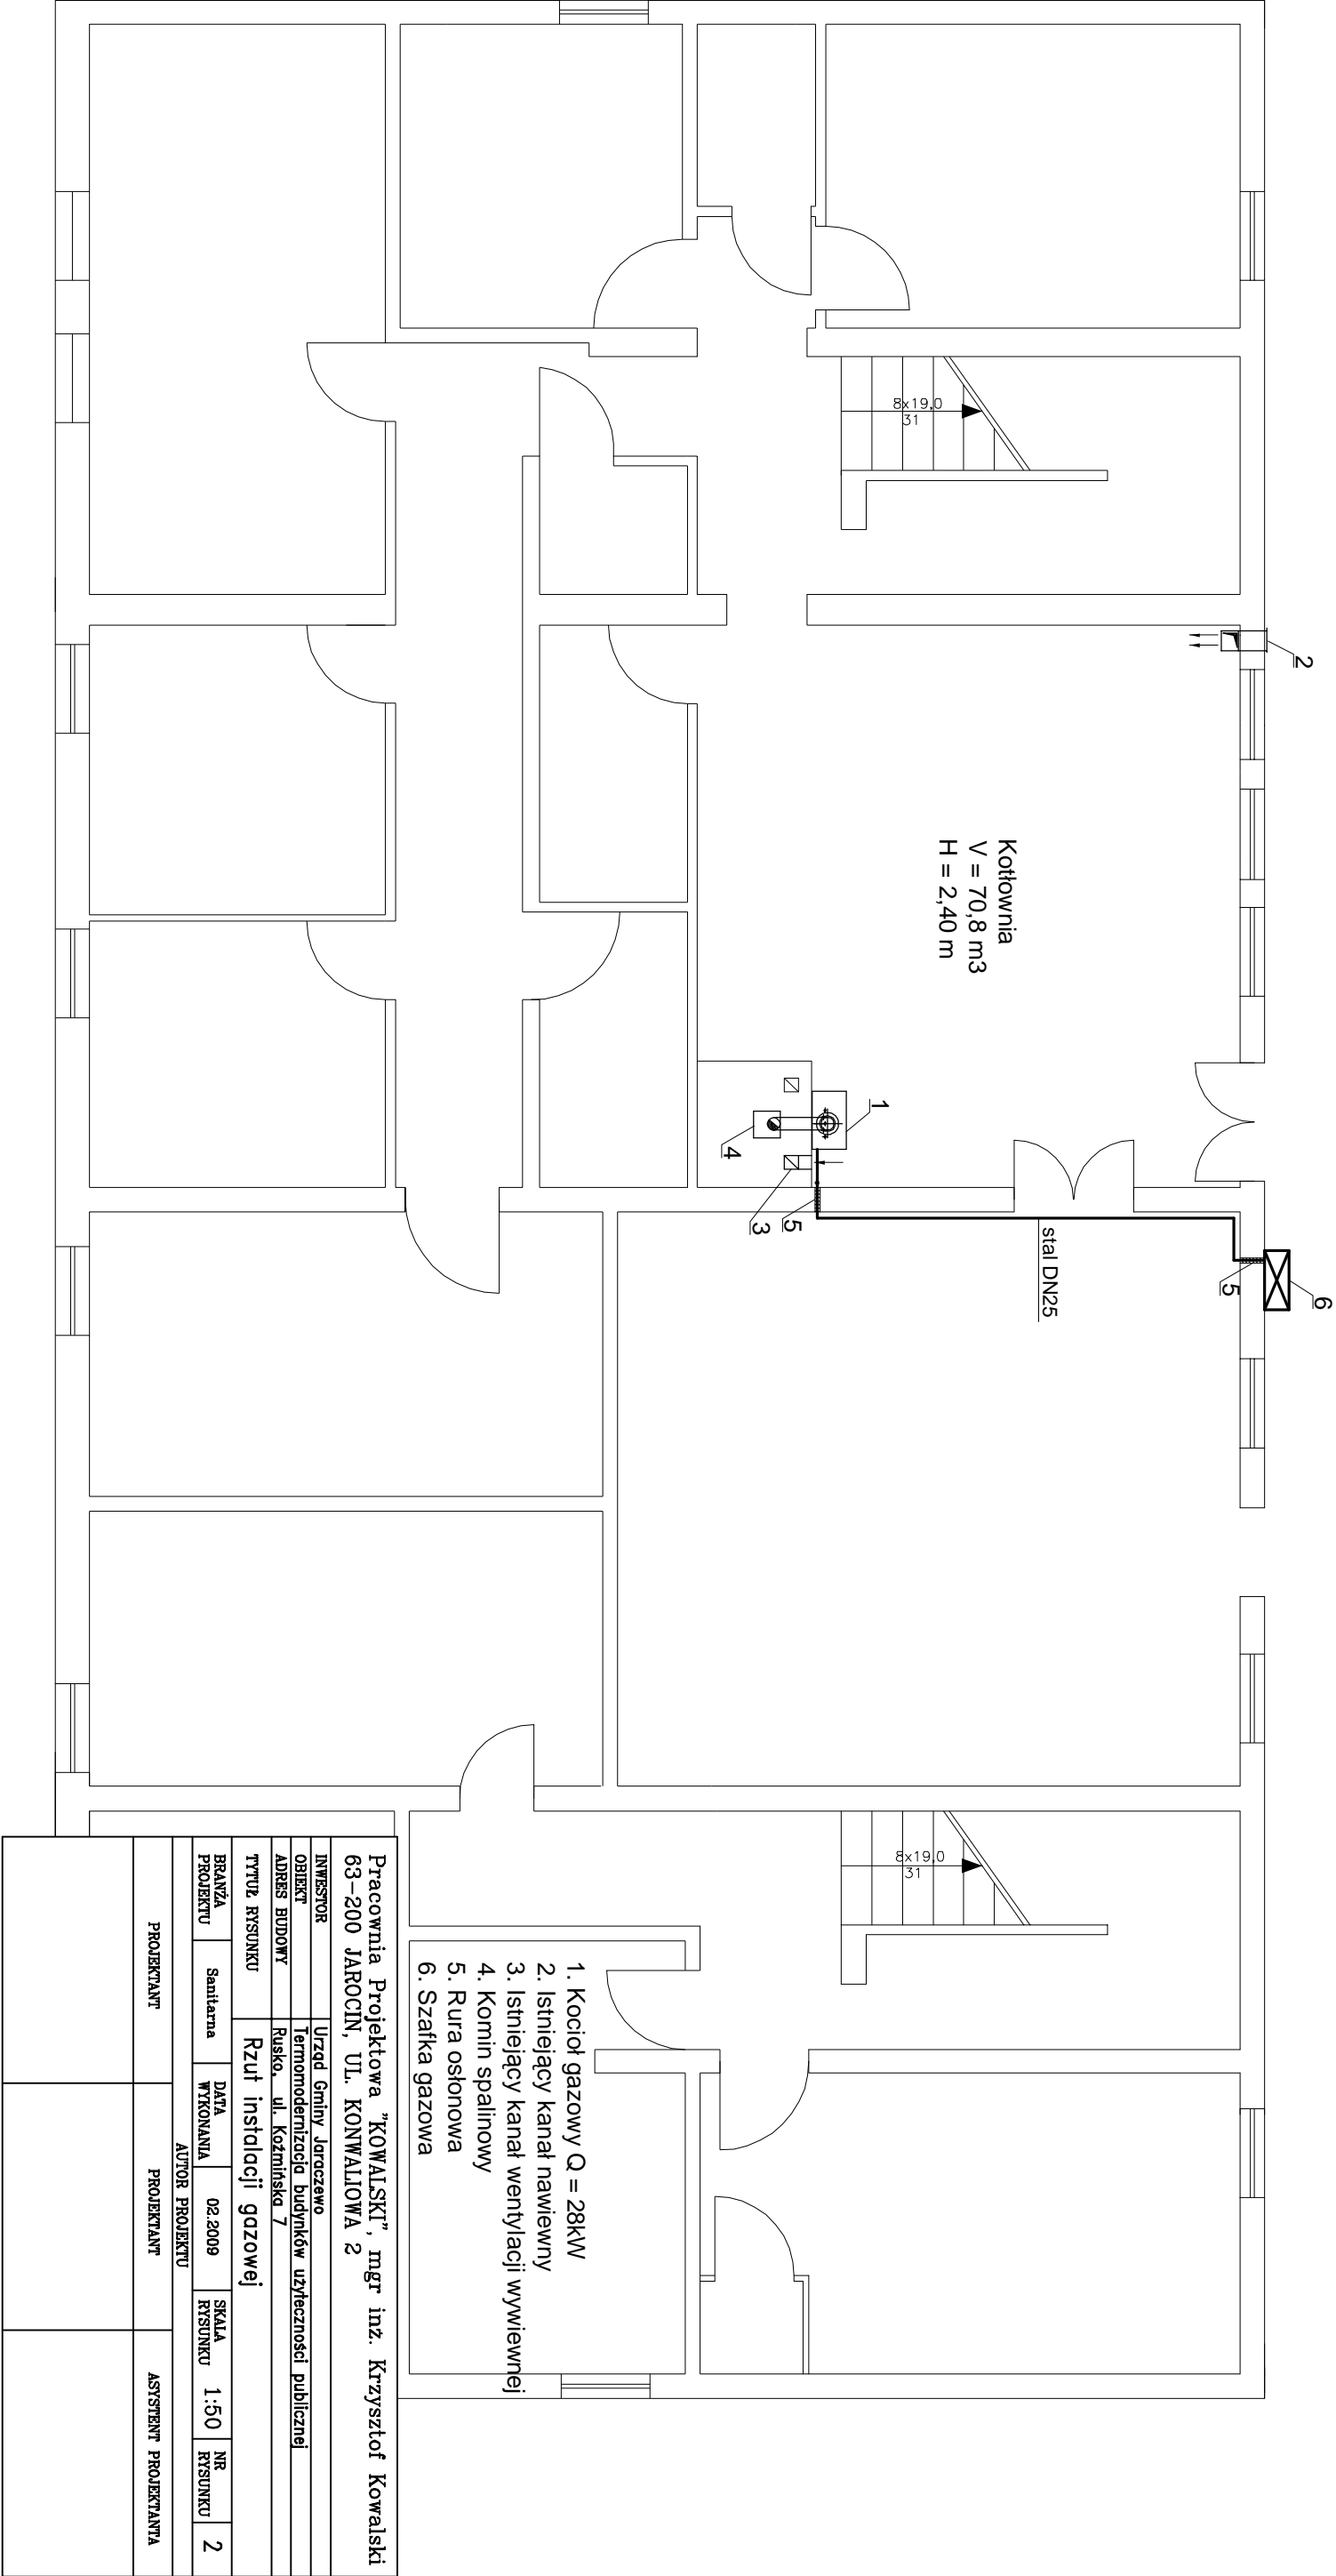 2
6
5
stal DN25
Kotłownia
V = 70,8 m3
H = 2,40 m
8x19,0
31
8x19,0
31
1
5
3
4
1. Kocioł gazowy Q = 28kW
2. Istniejący kanał nawiewny
3. Istniejący kanał wentylacji wywiewnej
4. Komin spalinowy
5. Rura osłonowa
6. Szafka gazowa
Pracownia Projektowa "KOWALSKI", mgr inż. Krzysztof Kowalski
63-200 JAROCIN, UL. KONWALIOWA 2
INWESTOR Urząd Gminy Jaraczewo
OBIEKT Termomodernizacja budynków użyteczności publicznej
ADRES BUDOWY Rusko, ul. Koźmińska 7
TYTUŁ RYSUNKU Rzut instalacji gazowej
BRANŻA PROJEKTU Sanitarna DATA WYKONANIA 02.2009 SKALA RYSUNKU 1:50 NR RYSUNKU 2
AUTOR PROJEKTU
PROJEKTANT PROJEKTANT ASYSTENT PROJEKTANTA